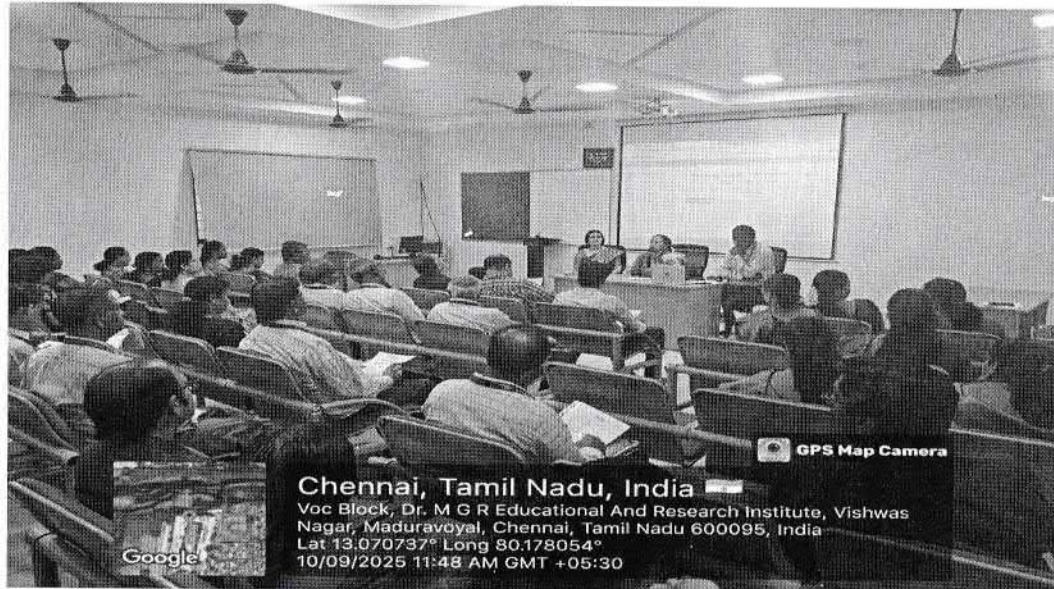 GPS Map Camera
Chennai, Tamil Nadu, India
Voc Block, Dr. M G R Educational And Research Institute, Vishwas
Nagar, Maduravoyal, Chennai, Tamil Nadu 600095, India
Lat 13.070737° Long 80.178054°
10/09/2025 11:48 AM GMT +05:30
Google